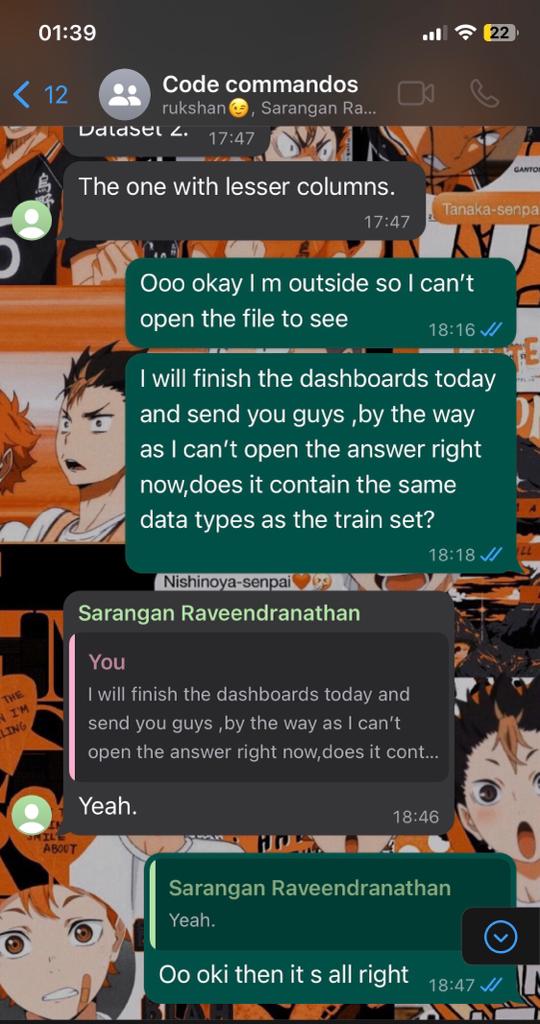 01:39
22
12
Code commandos
rukshan😉, Sarangan Ra...
Dataset 2.
17:47
The one with lesser columns.
17:47
Tanaka-senpa
Ooo okay I m outside so I can't
open the file to see
18:16
I will finish the dashboards today
and send you guys ,by the way
as I can't open the answer right
now,does it contain the same
data types as the train set?
18:18
Nishinoya-senpai
Sarangan Raveendranathan
You
I will finish the dashboards today and
send you guys ,by the way as I can't
open the answer right now,does it cont...
Yeah.
18:46
Sarangan Raveendranathan
Yeah.
Oo oki then it s all right
18:47